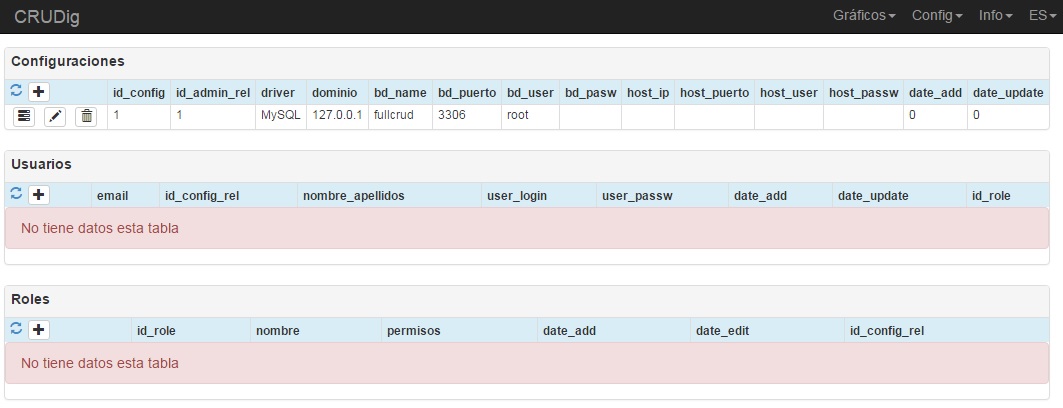 CRUDig Gráficos Config Info ES
Configuraciones
id_config id_admin_rel driver dominio bd_name bd_puerto bd_user bd_pasw host_ip host_puerto host_user host_passw date_add date_update
1 1 MySQL 127.0.0.1 fullcrud 3306 root 0 0
Usuarios
email id_config_rel nombre_apellidos user_login user_passw date_add date_update id_role
No tiene datos esta tabla
Roles
id_role nombre permisos date_add date_edit id_config_rel
No tiene datos esta tabla